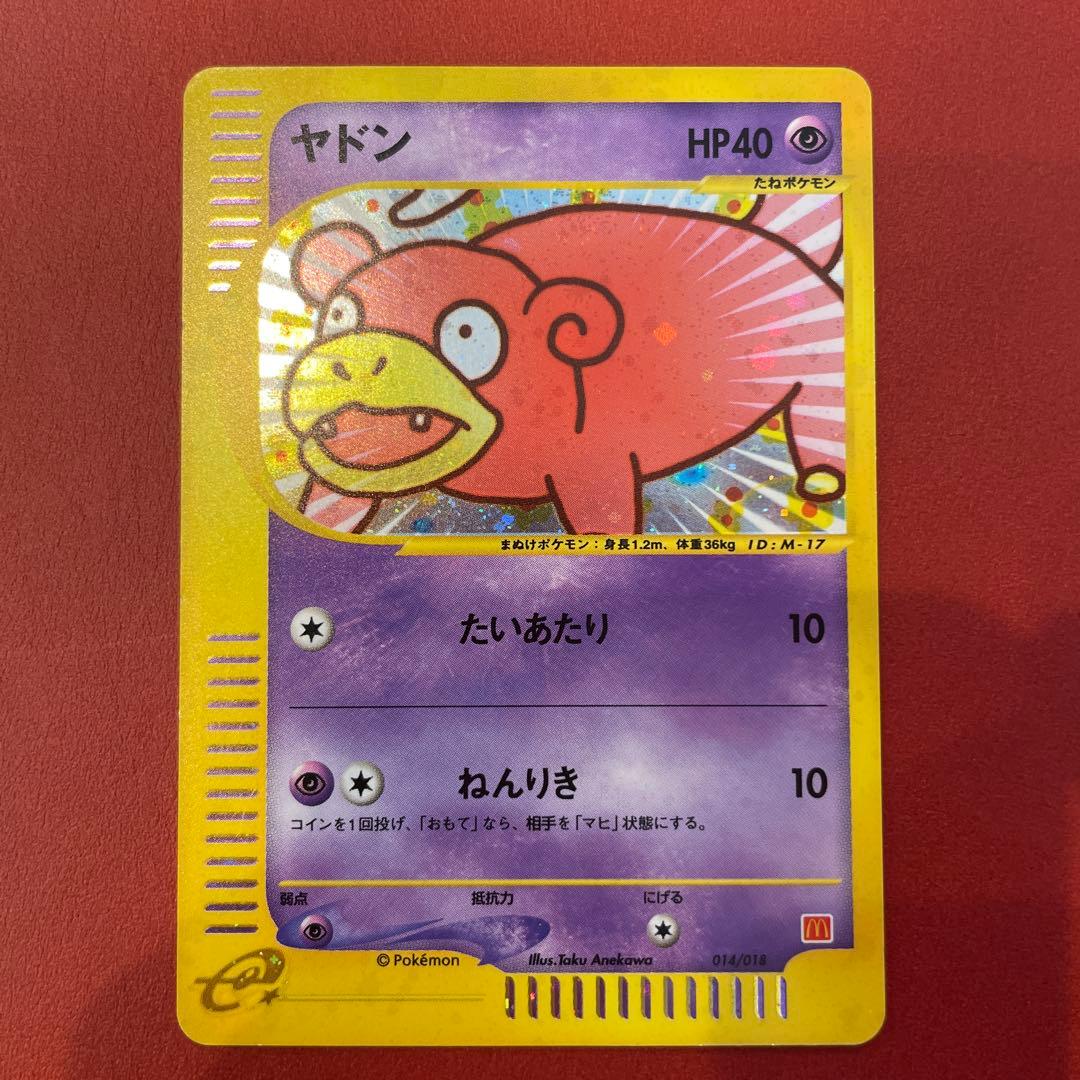 ヤドン HP40
たねポケモン
まぬけポケモン：身長1.2m、体重36kg ID:M-17
たいあたり 10
ねんりき 10
コインを1回投げ、「おもて」なら、相手を「マヒ」状態にする。
弱点 抵抗力 にげる
© Pokémon Illus.Taku Anekawa 014/018
e